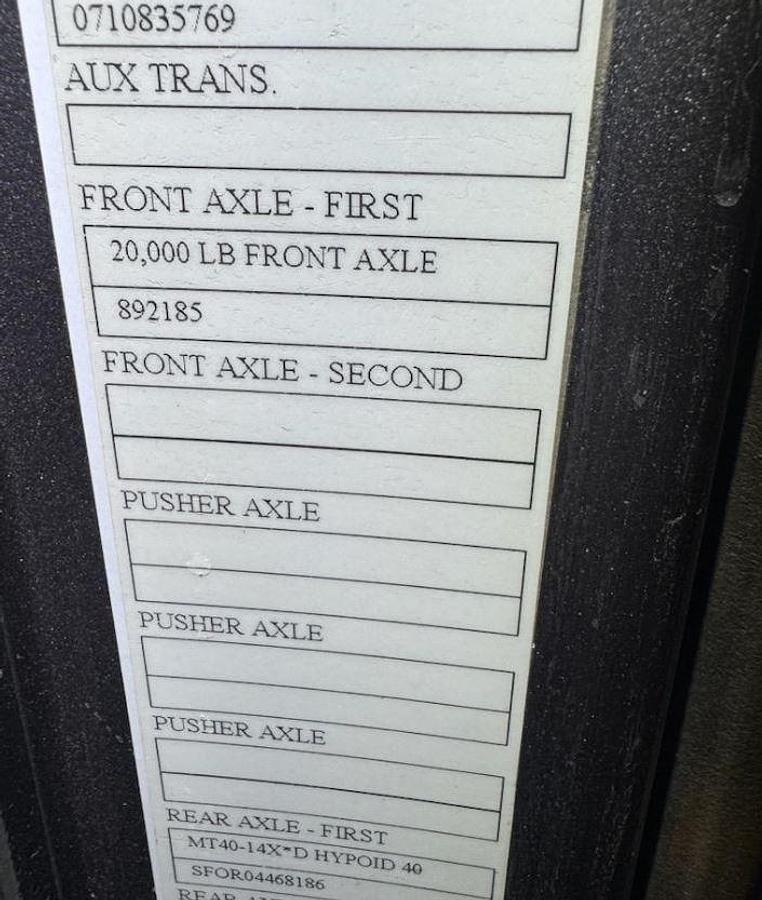 0710835769
AUX TRANS.
FRONT AXLE - FIRST
20,000 LB FRONT AXLE
892185
FRONT AXLE - SECOND
PUSHER AXLE
PUSHER AXLE
PUSHER AXLE
REAR AXLE - FIRST
MT40-14X*D HYPOID 40
SFOR04468186
REAR